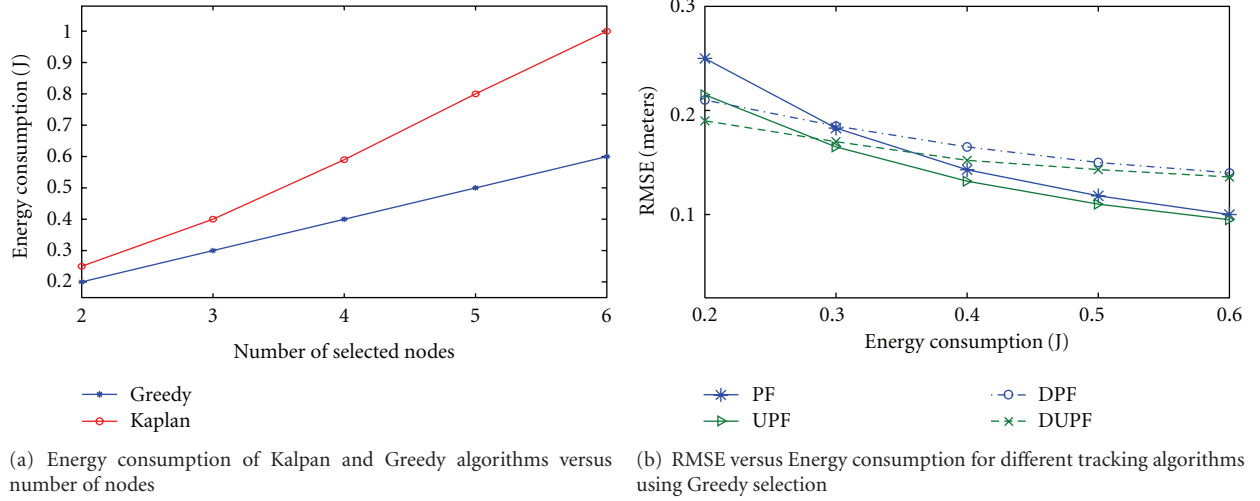 1
0.9
0.8
0.7
0.6
0.5
0.4
0.3
0.2
Energy consumption (J)
2 3 4 5 6
Number of selected nodes
Greedy
Kaplan
(a) Energy consumption of Kalpan and Greedy algorithms versus
number of nodes
0.3
0.2
0.1
RMSE (meters)
0.2 0.3 0.4 0.5 0.6
Energy consumption (J)
PF
UPF
DPF
DUPF
(b) RMSE versus Energy consumption for different tracking algorithms
using Greedy selection